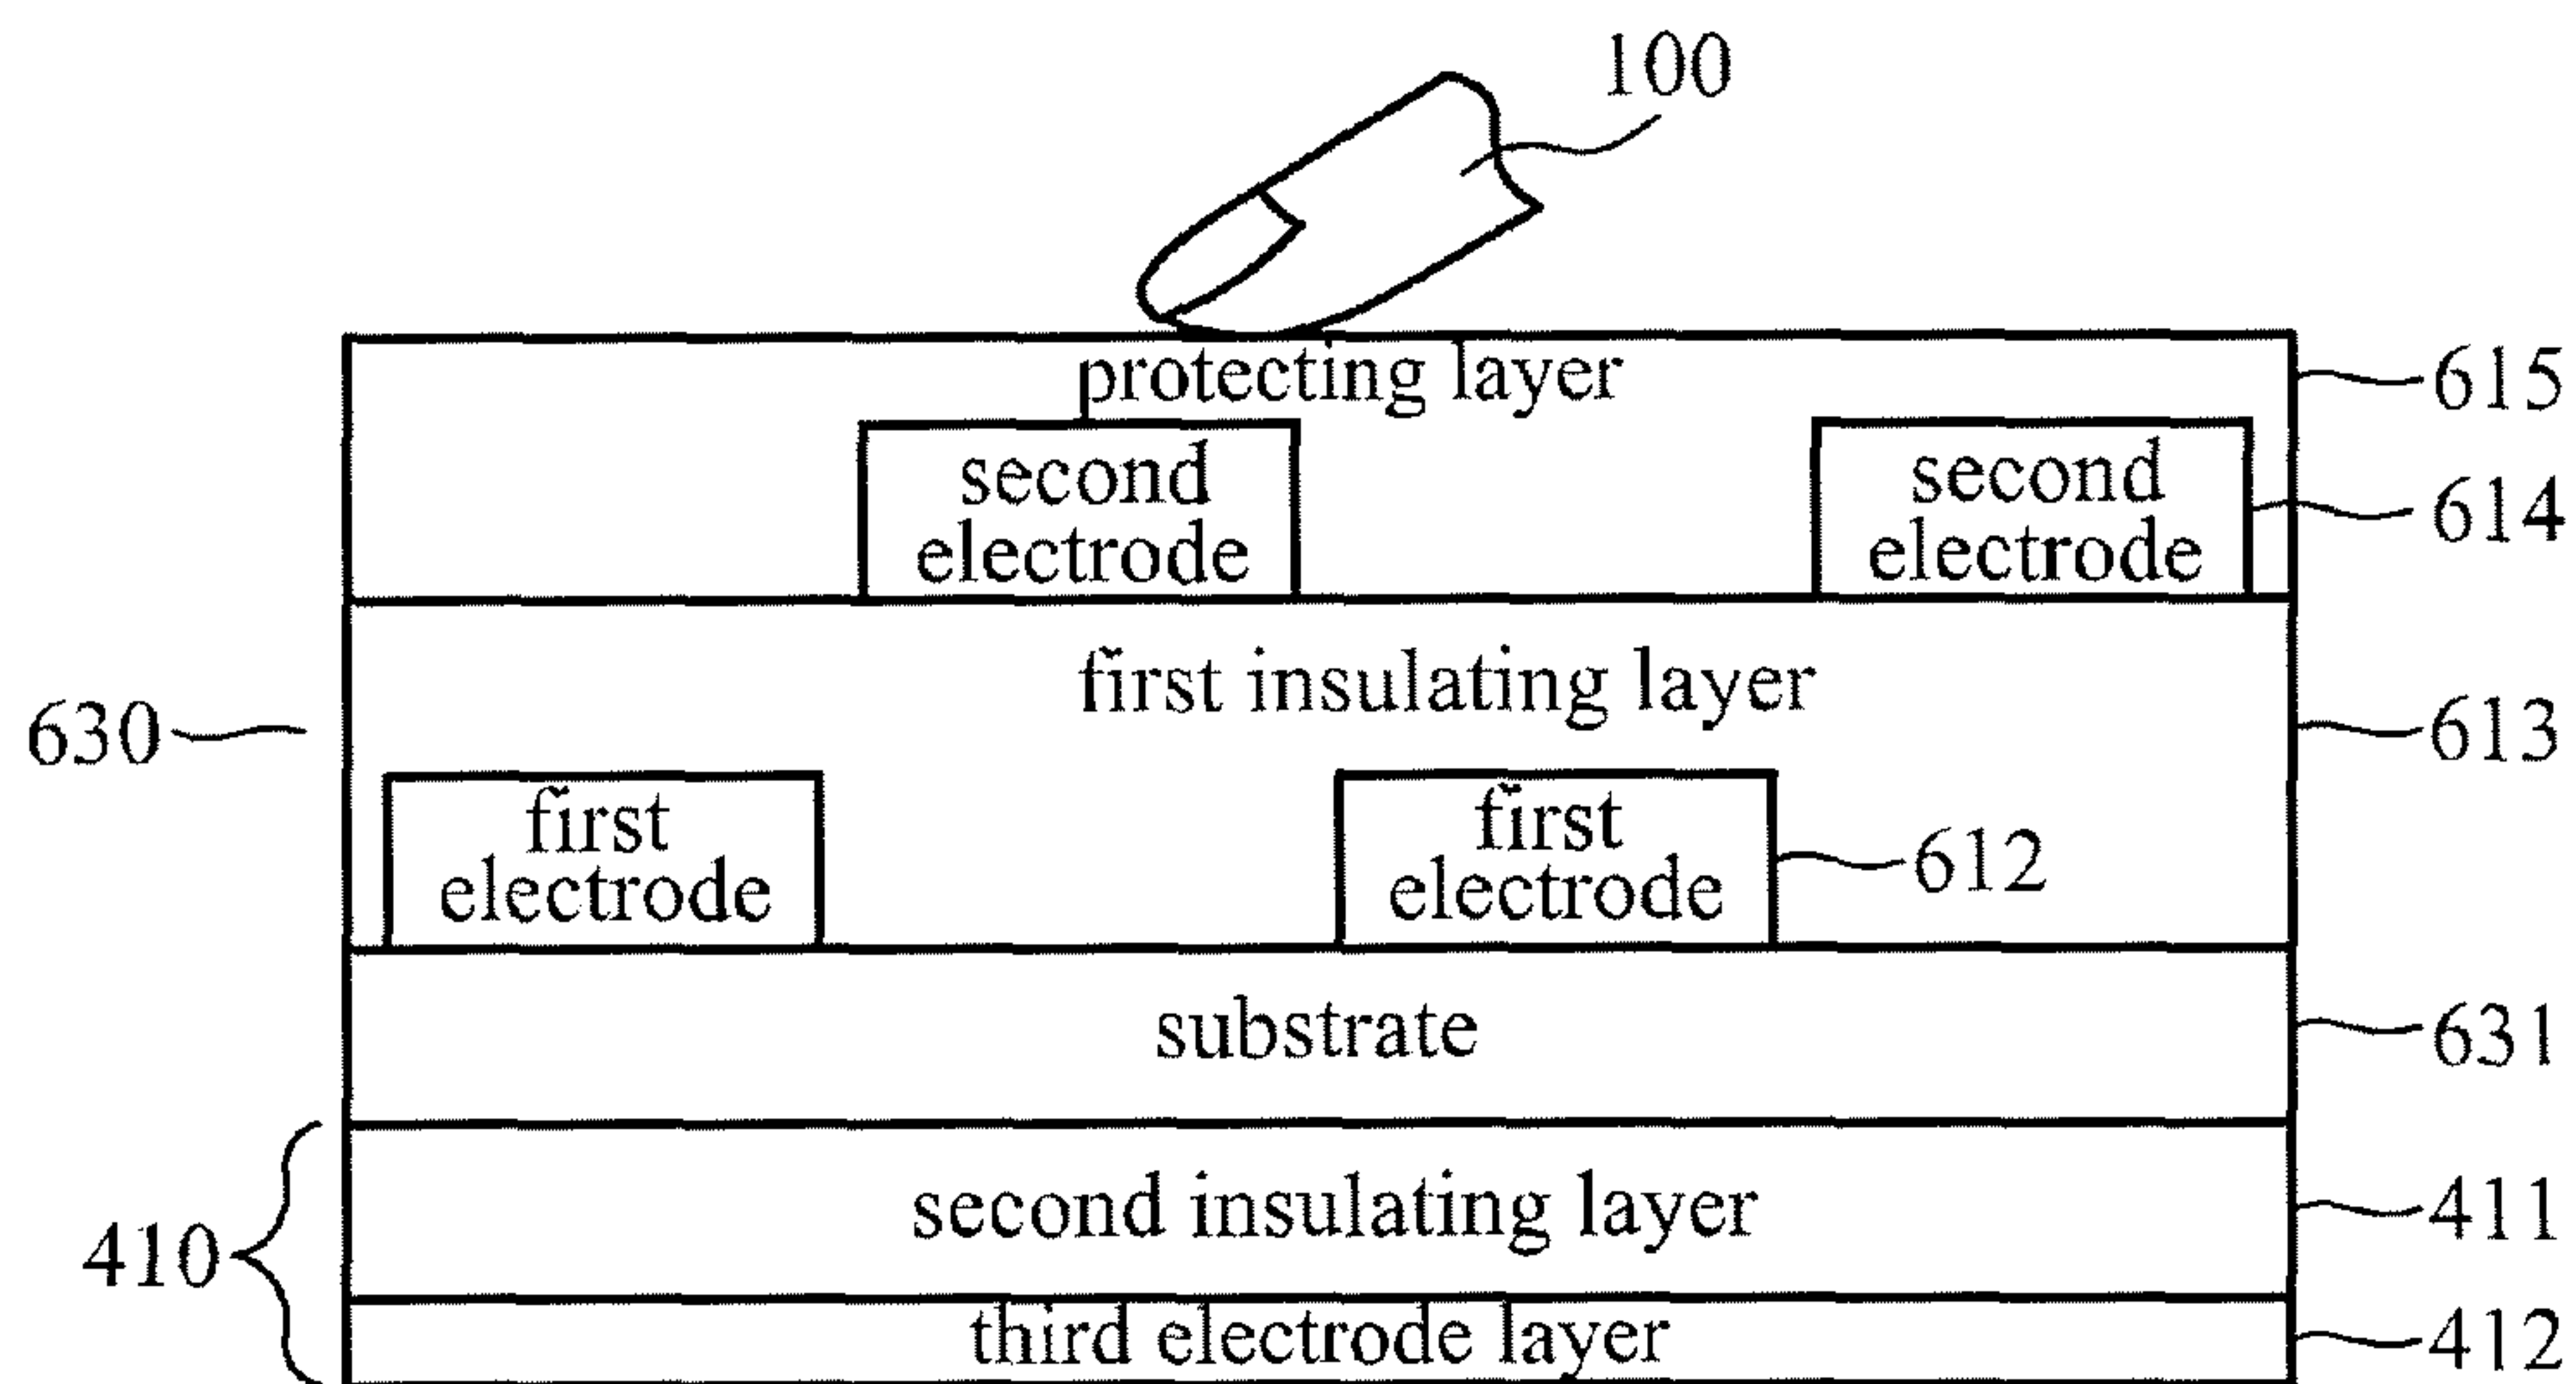 100
protecting layer
615
second
electrode
second
electrode
614
first insulating layer
630
613
first
electrode
first
electrode
612
substrate
631
second insulating layer
411
410
third electrode layer
412